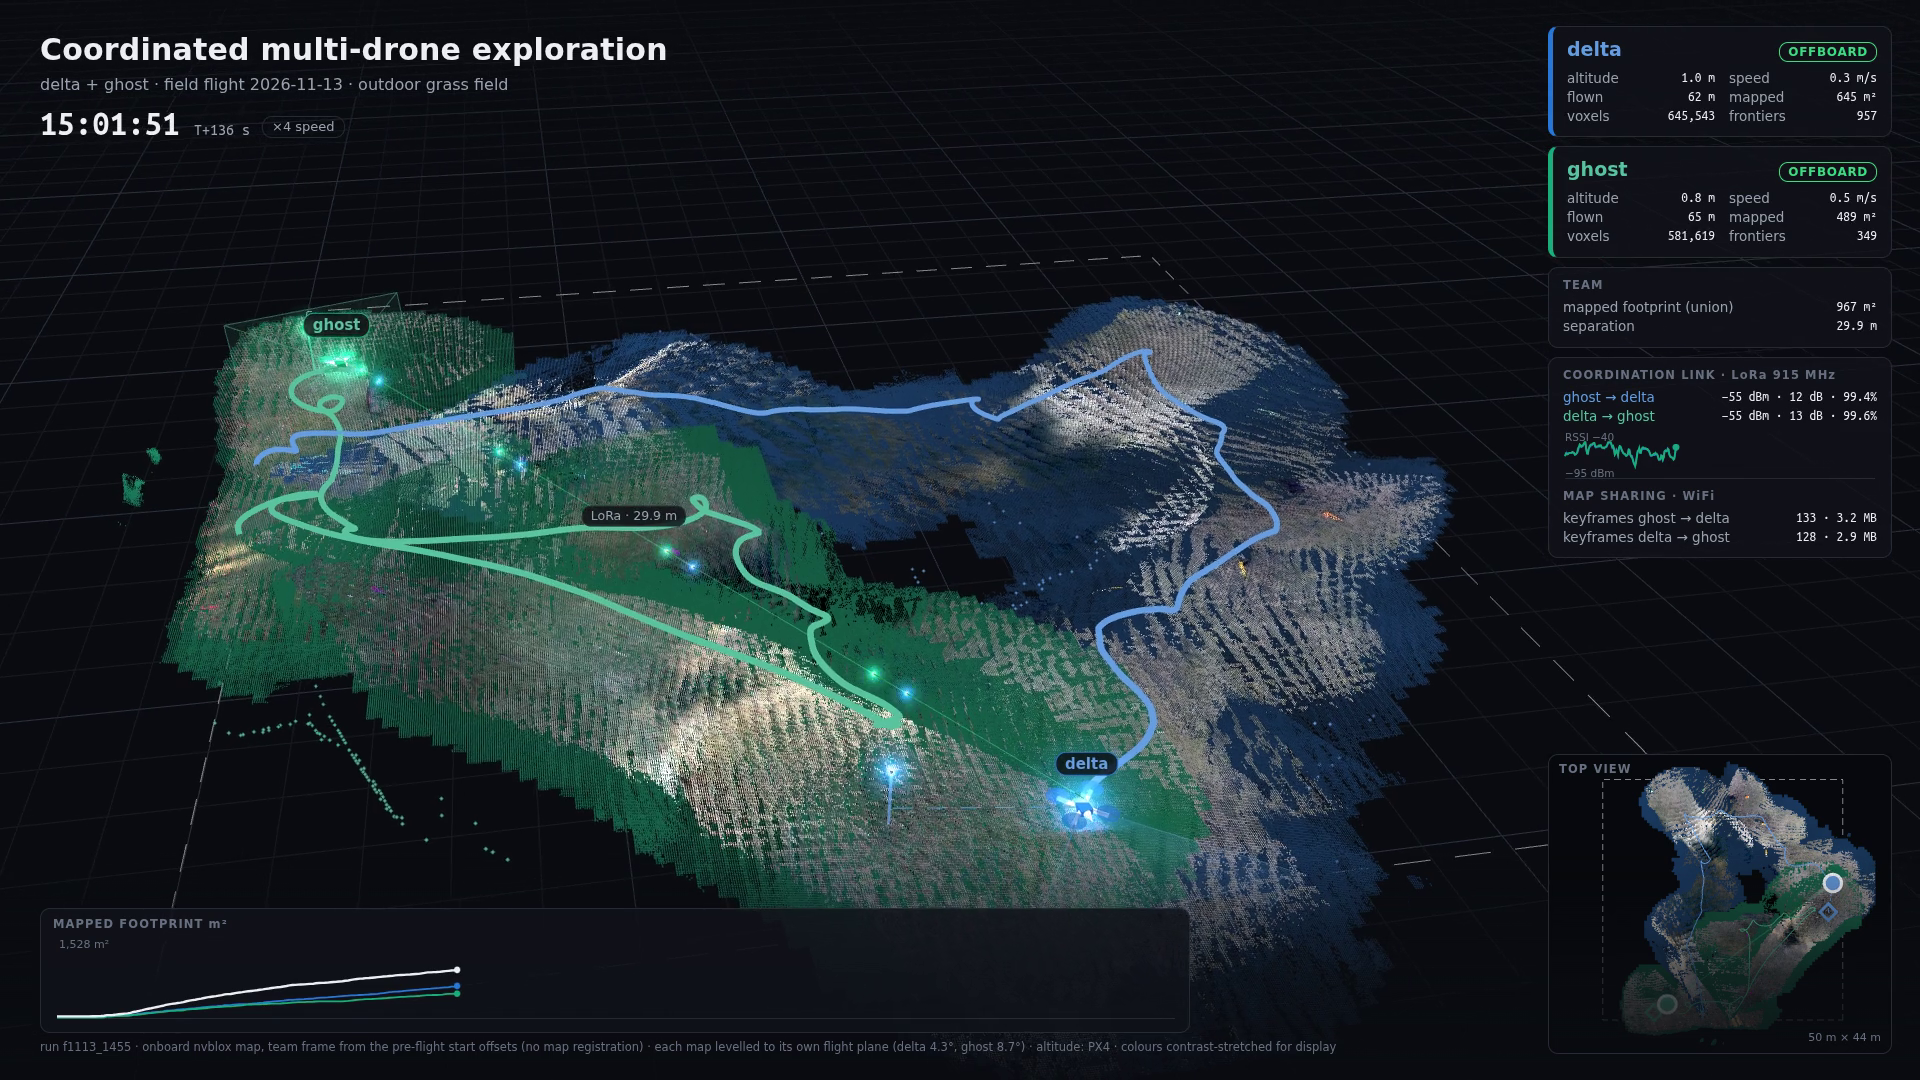 Coordinated multi-drone exploration
delta + ghost · field flight 2026-11-13 · outdoor grass field
15:01:51 T+136 s ×4 speed
delta OFFBOARD
altitude 1.0 m speed 0.3 m/s
flown 62 m mapped 645 m²
voxels 645,543 frontiers 957
ghost OFFBOARD
altitude 0.8 m speed 0.5 m/s
flown 65 m mapped 489 m²
voxels 581,619 frontiers 349
TEAM
mapped footprint (union) 967 m²
separation 29.9 m
COORDINATION LINK · LoRa 915 MHz
ghost → delta −55 dBm · 12 dB · 99.4%
delta → ghost −55 dBm · 13 dB · 99.6%
RSSI −40
−95 dBm
MAP SHARING · WiFi
keyframes ghost → delta 133 · 3.2 MB
keyframes delta → ghost 128 · 2.9 MB
ghost
LoRa · 29.9 m
delta
TOP VIEW
50 m × 44 m
MAPPED FOOTPRINT m²
1,528 m²
run f1113_1455 · onboard nvblox map, team frame from the pre-flight start offsets (no map registration) · each map levelled to its own flight plane (delta 4.3°, ghost 8.7°) · altitude: PX4 · colours contrast-stretched for display